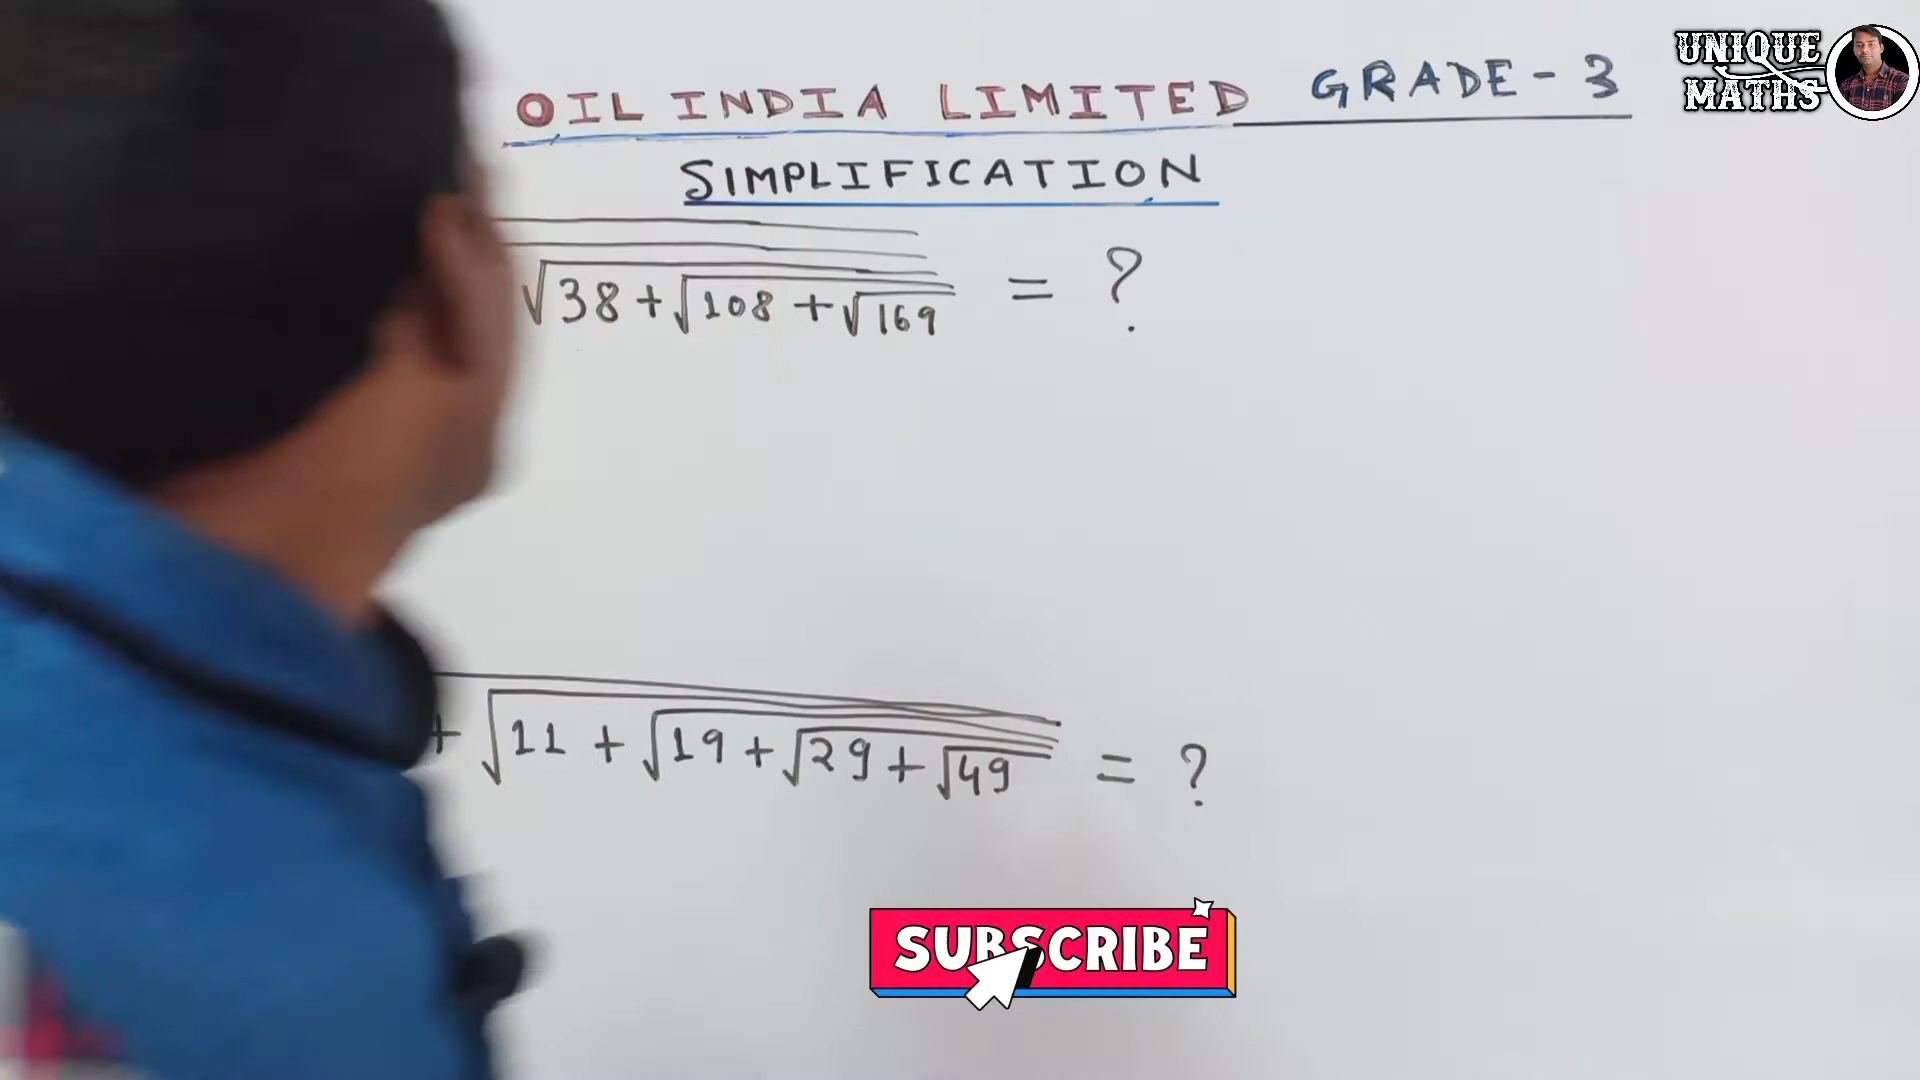 OIL INDIA LIMITED GRADE - 3
UNIQUE
MATHS
SIMPLIFICATION
√38 + √108 + √169 = ?
+ √11 + √19 + √29 + √49 = ?
SUBSCRIBE